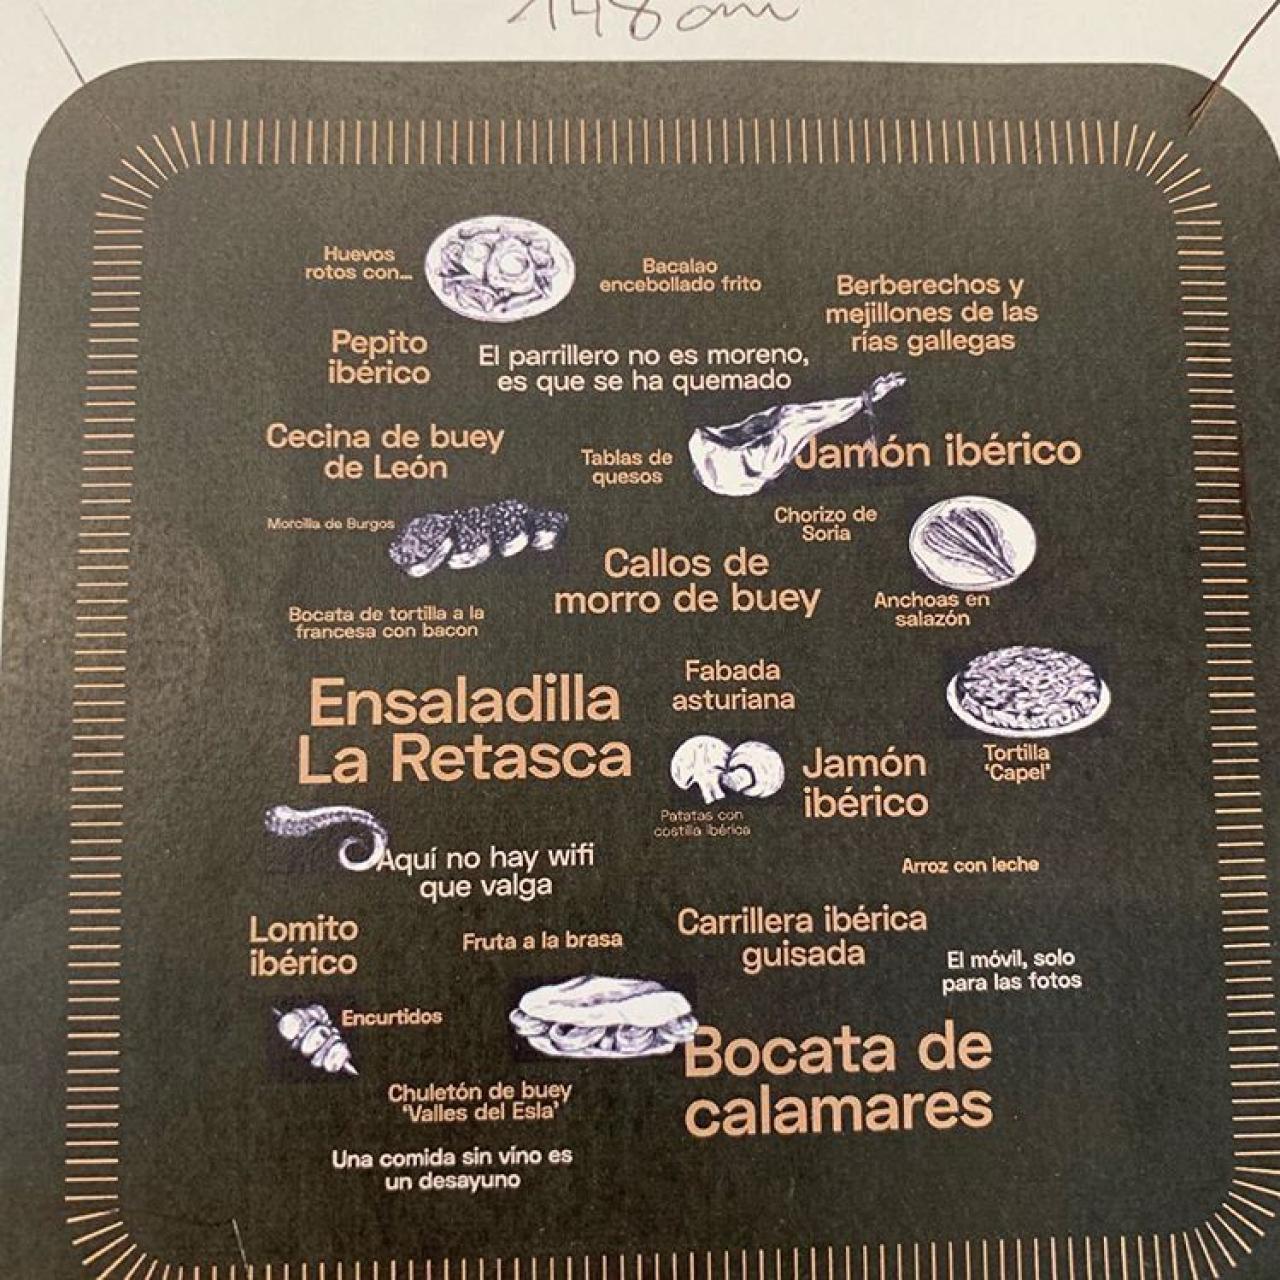 148 cm
Huevos
rotos con...
Bacalao
encebollado frito
Berberechos y
mejillones de las
rías gallegas
Pepito
ibérico
El parrillero no es moreno,
es que se ha quemado
Cecina de buey
de León
Tablas de
quesos
Jamón ibérico
Morcilla de Burgos
Chorizo de
Soria
Callos de
morro de buey
Anchoas en
salazón
Bocata de tortilla a la
francesa con bacon
Fabada
asturiana
Ensaladilla
La Retasca
Tortilla
'Capel'
Jamón
ibérico
Patatas con
costilla ibérica
Aquí no hay wifi
que valga
Arroz con leche
Lomito
ibérico
Fruta a la brasa
Carrillera ibérica
guisada
El móvil, solo
para las fotos
Encurtidos
Bocata de
calamares
Chuletón de buey
'Valles del Esla'
Una comida sin vino es
un desayuno